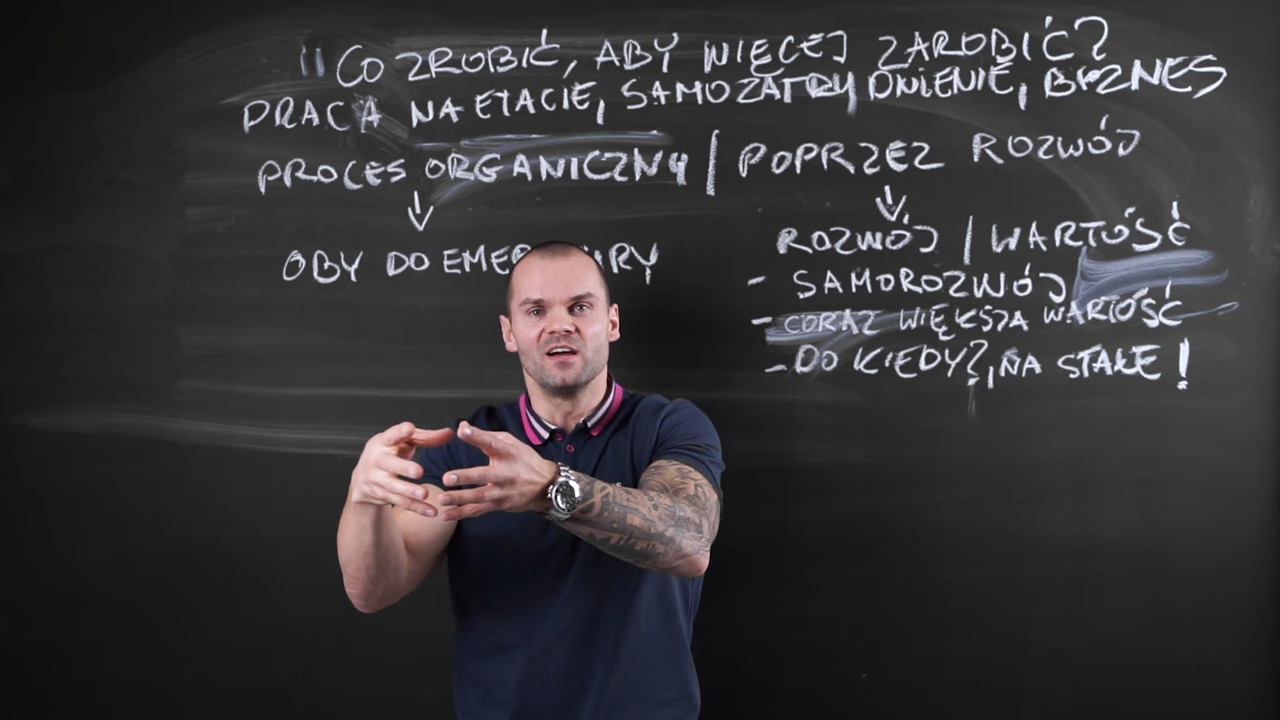 " CO ZROBIĆ, ABY WIĘCEJ ZAROBIĆ?
PRACA NA ETACIE, SAMOZATRUDNIENIE, BIZNES
PROCES ORGANICZNY / POPRZEZ ROZWÓJ
OBY DO
ROZWÓJ / WARTOŚĆ
- SAMOROZWÓJ
- CORAZ WIĘKSZA WARTOŚĆ
- DO KIEDY?, NA STAŁE!